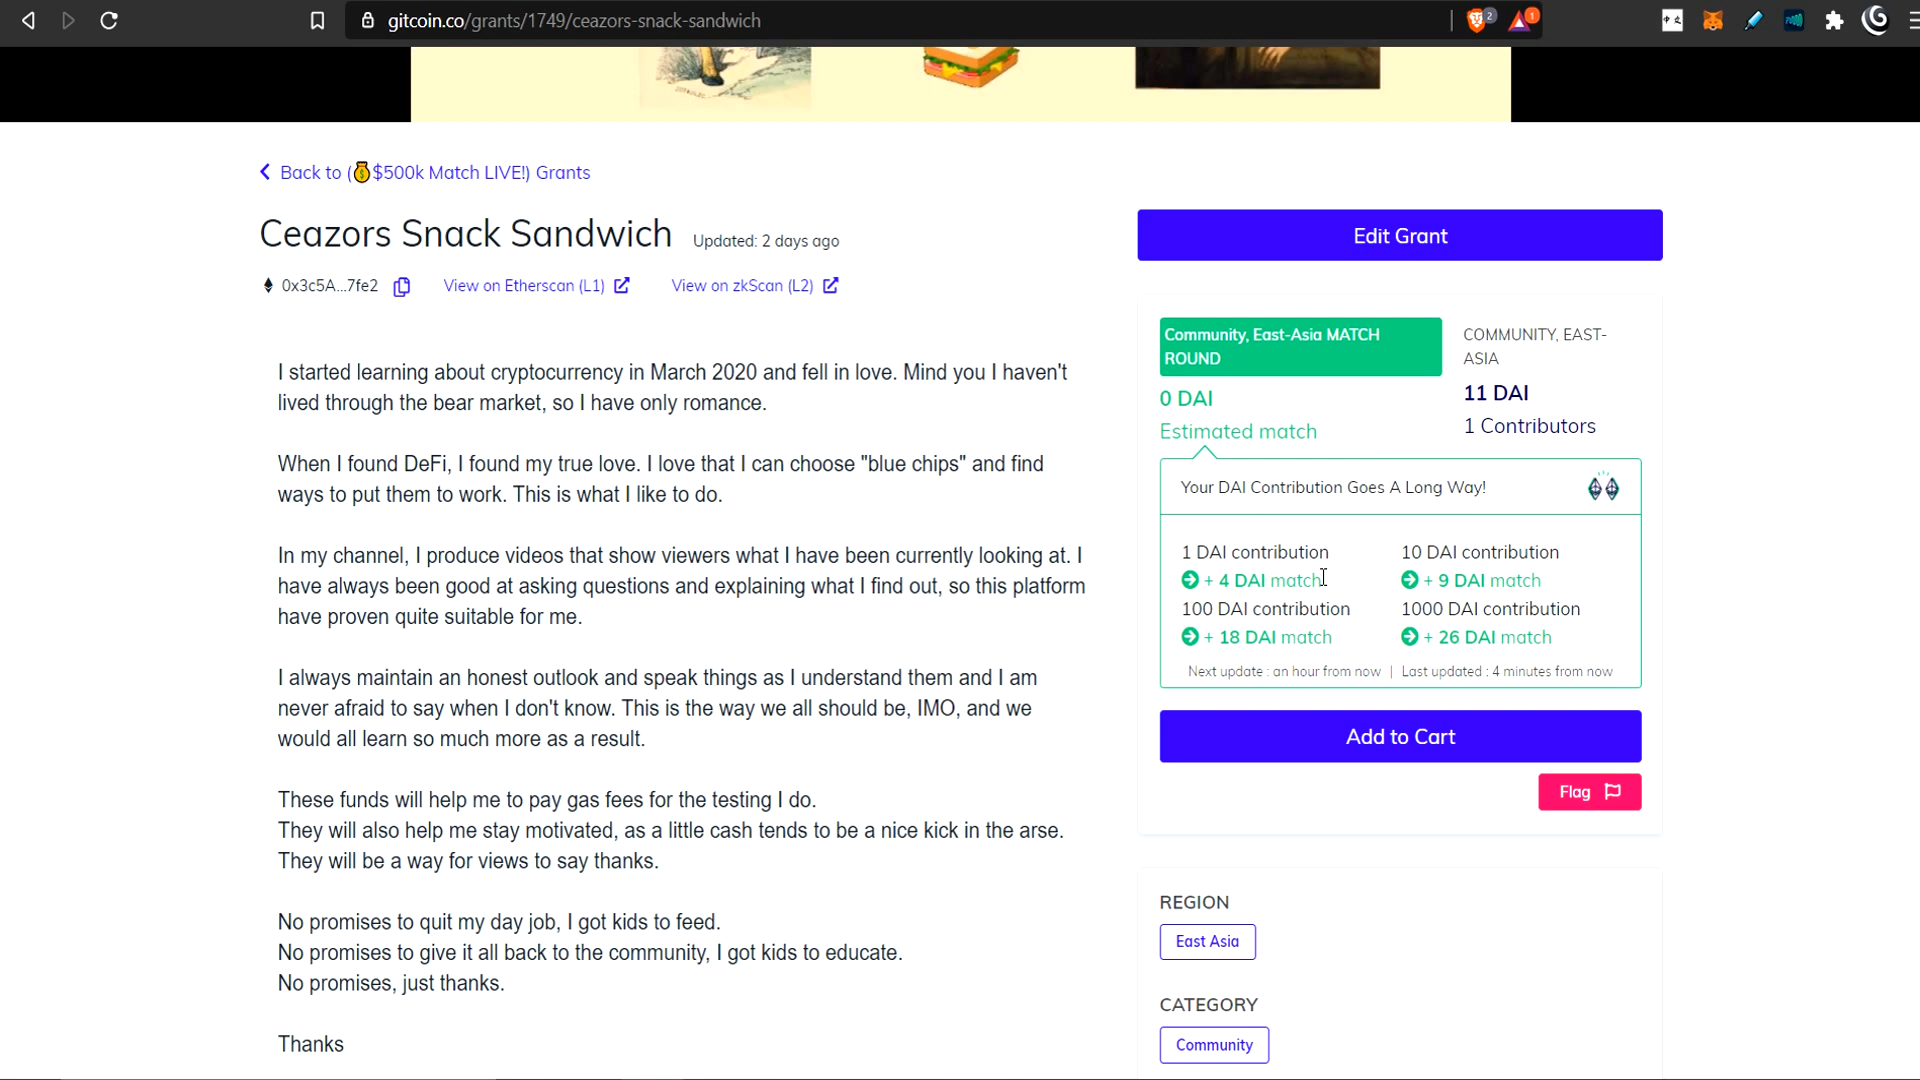 gitcoin.co/grants/1749/ceazors-snack-sandwich
2
1
Back to (💰$500k Match LIVE!) Grants
Ceazors Snack Sandwich
Updated: 2 days ago
0x3c5A...7fe2
View on Etherscan (L1)
View on zkScan (L2)
I started learning about cryptocurrency in March 2020 and fell in love. Mind you I haven't
lived through the bear market, so I have only romance.
When I found DeFi, I found my true love. I love that I can choose "blue chips" and find
ways to put them to work. This is what I like to do.
In my channel, I produce videos that show viewers what I have been currently looking at. I
have always been good at asking questions and explaining what I find out, so this platform
have proven quite suitable for me.
I always maintain an honest outlook and speak things as I understand them and I am
never afraid to say when I don't know. This is the way we all should be, IMO, and we
would all learn so much more as a result.
These funds will help me to pay gas fees for the testing I do.
They will also help me stay motivated, as a little cash tends to be a nice kick in the arse.
They will be a way for views to say thanks.
No promises to quit my day job, I got kids to feed.
No promises to give it all back to the community, I got kids to educate.
No promises, just thanks.
Thanks
Edit Grant
Community, East-Asia MATCH
ROUND
0 DAI
Estimated match
COMMUNITY, EAST-
ASIA
11 DAI
1 Contributors
Your DAI Contribution Goes A Long Way!
1 DAI contribution
+ 4 DAI match
10 DAI contribution
+ 9 DAI match
100 DAI contribution
+ 18 DAI match
1000 DAI contribution
+ 26 DAI match
Next update : an hour from now | Last updated : 4 minutes from now
Add to Cart
Flag
REGION
East Asia
CATEGORY
Community